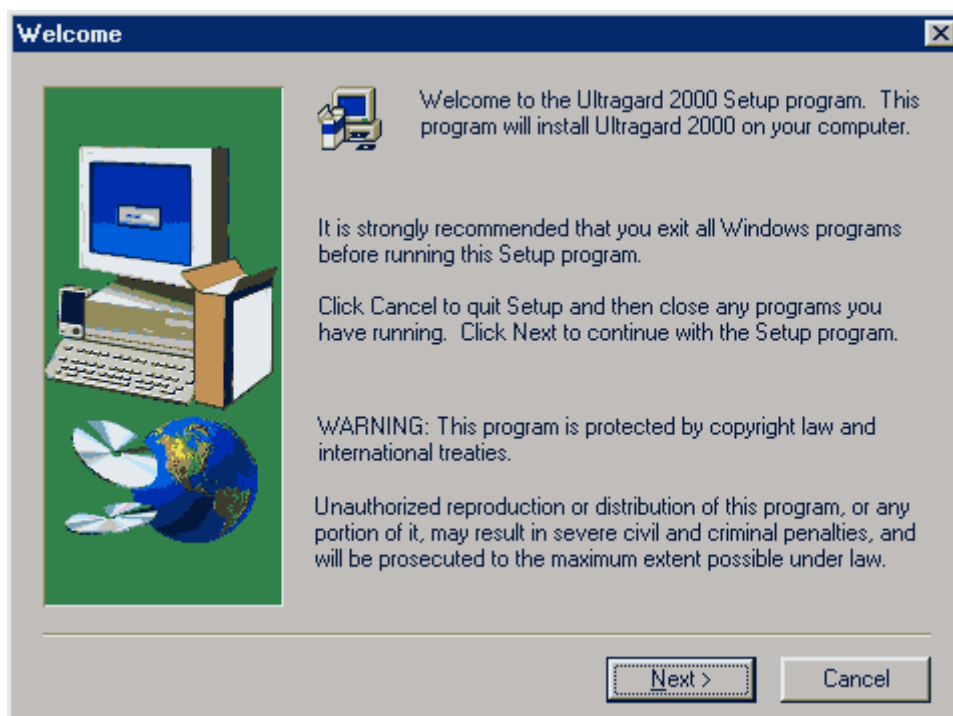 Welcome
Welcome to the Ultragard 2000 Setup program.  This
program will install Ultragard 2000 on your computer.
It is strongly recommended that you exit all Windows programs
before running this Setup program.
Click Cancel to quit Setup and then close any programs you
have running.  Click Next to continue with the Setup program.
WARNING: This program is protected by copyright law and
international treaties.
Unauthorized reproduction or distribution of this program, or any
portion of it, may result in severe civil and criminal penalties, and
will be prosecuted to the maximum extent possible under law.
Next > Cancel